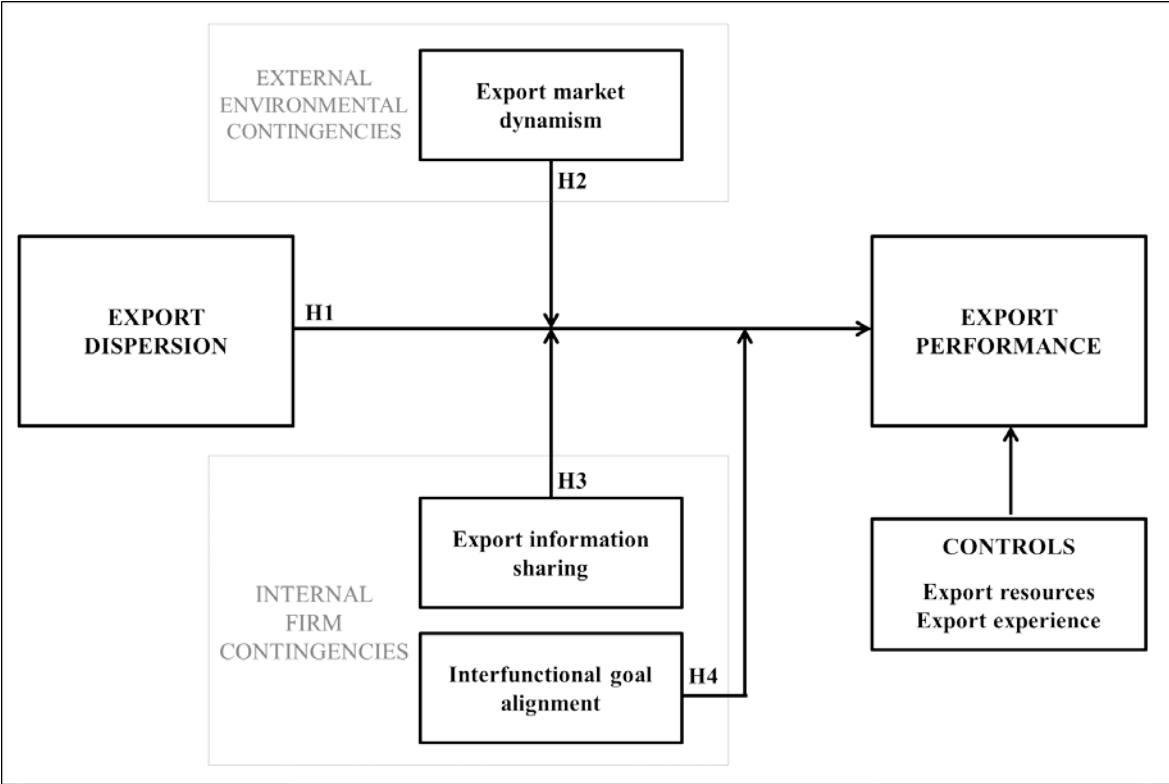 EXTERNAL
ENVIRONMENTAL
CONTINGENCIES
Export market
dynamism
H2
EXPORT
DISPERSION
H1
EXPORT
PERFORMANCE
H3
Export information
sharing
INTERNAL
FIRM
CONTINGENCIES
Interfunctional goal
alignment
H4
CONTROLS
Export resources
Export experience